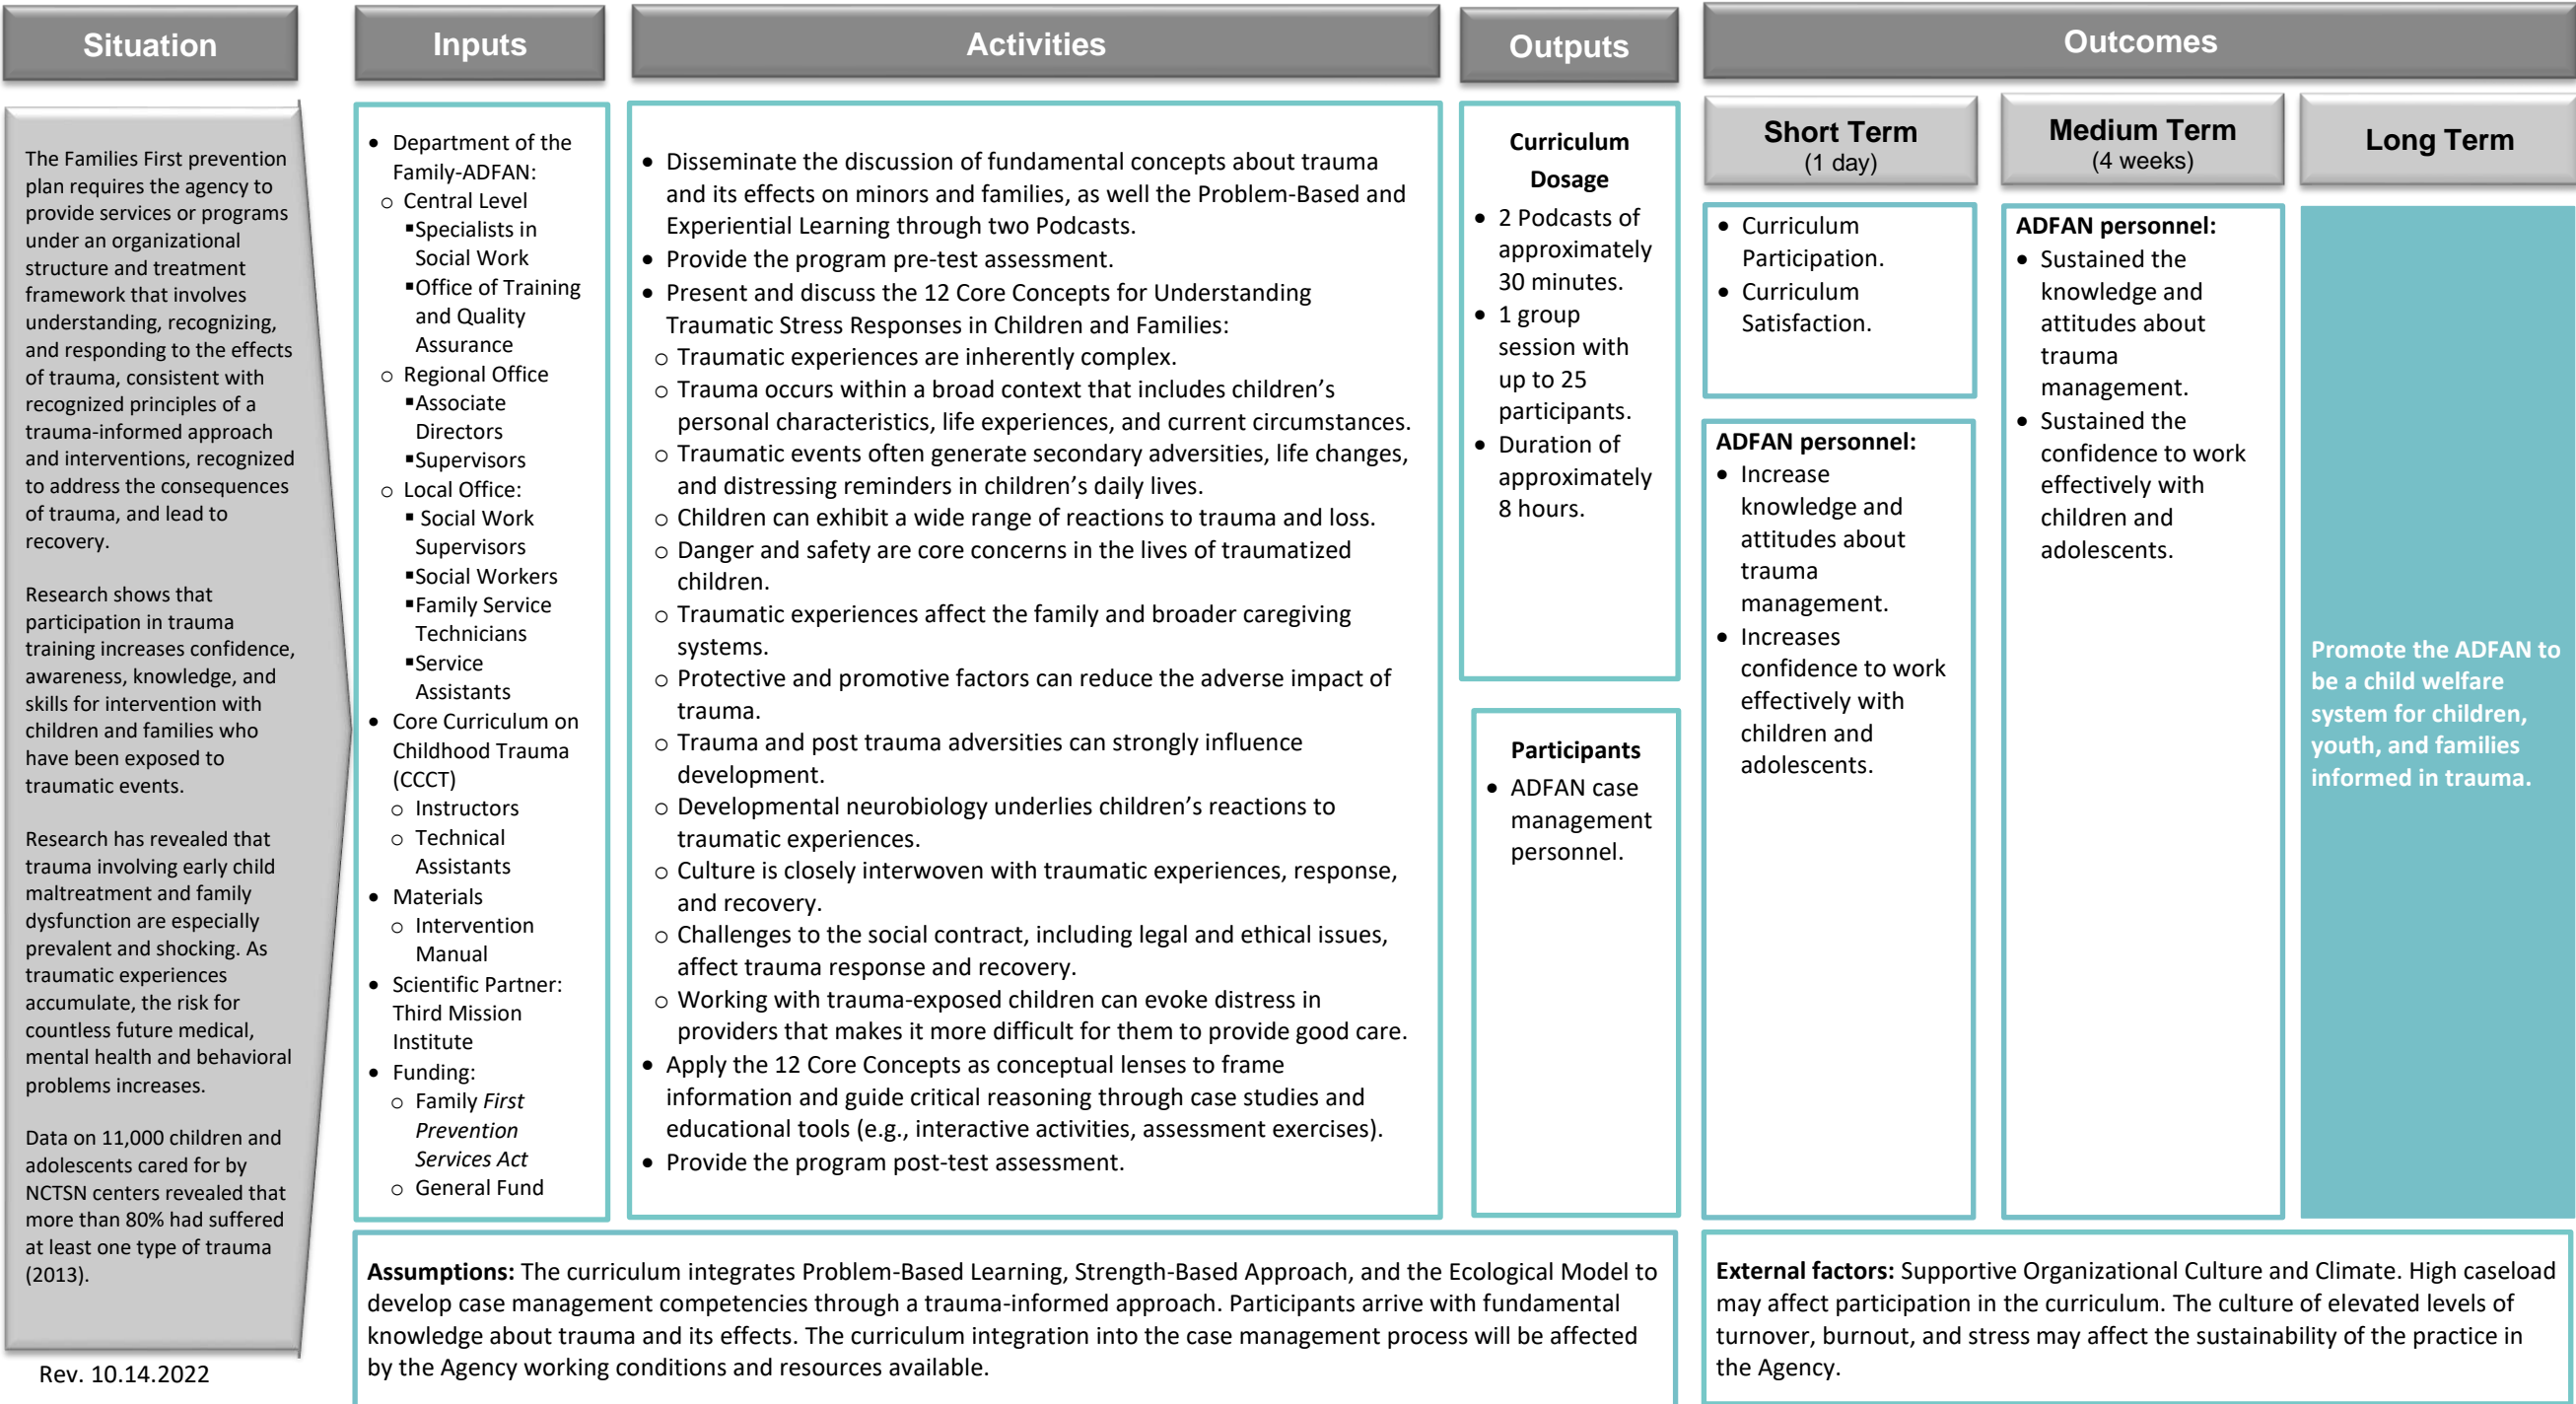 Situation
The Families First prevention
plan requires the agency to
provide services or programs
under an organizational
structure and treatment
framework that involves
understanding, recognizing,
and responding to the effects
of trauma, consistent with
recognized principles of a
trauma-informed approach
and interventions, recognized
to address the consequences
of trauma, and lead to
recovery.
Research shows that
participation in trauma
training increases confidence,
awareness, knowledge, and
skills for intervention with
children and families who
have been exposed to
traumatic events.
Research has revealed that
trauma involving early child
maltreatment and family
dysfunction are especially
prevalent and shocking. As
traumatic experiences
accumulate, the risk for
countless future medical,
mental health and behavioral
problems increases.
Data on 11,000 children and
adolescents cared for by
NCTSN centers revealed that
more than 80% had suffered
at least one type of trauma
(2013).
Rev. 10.14.2022
Inputs
• Department of the
Family-ADFAN:
o Central Level
▪Specialists in
Social Work
▪Office of Training
and Quality
Assurance
o Regional Office
▪Associate
Directors
▪Supervisors
o Local Office:
▪ Social Work
Supervisors
▪Social Workers
▪Family Service
Technicians
▪Service
Assistants
• Core Curriculum on
Childhood Trauma
(CCCT)
o Instructors
o Technical
Assistants
• Materials
o Intervention
Manual
• Scientific Partner:
Third Mission
Institute
• Funding:
o Family First
Prevention
Services Act
o General Fund
Activities
• Disseminate the discussion of fundamental concepts about trauma
and its effects on minors and families, as well the Problem-Based and
Experiential Learning through two Podcasts.
• Provide the program pre-test assessment.
• Present and discuss the 12 Core Concepts for Understanding
Traumatic Stress Responses in Children and Families:
o Traumatic experiences are inherently complex.
o Trauma occurs within a broad context that includes children’s
personal characteristics, life experiences, and current circumstances.
o Traumatic events often generate secondary adversities, life changes,
and distressing reminders in children’s daily lives.
o Children can exhibit a wide range of reactions to trauma and loss.
o Danger and safety are core concerns in the lives of traumatized
children.
o Traumatic experiences affect the family and broader caregiving
systems.
o Protective and promotive factors can reduce the adverse impact of
trauma.
o Trauma and post trauma adversities can strongly influence
development.
o Developmental neurobiology underlies children’s reactions to
traumatic experiences.
o Culture is closely interwoven with traumatic experiences, response,
and recovery.
o Challenges to the social contract, including legal and ethical issues,
affect trauma response and recovery.
o Working with trauma-exposed children can evoke distress in
providers that makes it more difficult for them to provide good care.
• Apply the 12 Core Concepts as conceptual lenses to frame
information and guide critical reasoning through case studies and
educational tools (e.g., interactive activities, assessment exercises).
• Provide the program post-test assessment.
Outputs
Curriculum
Dosage
• 2 Podcasts of
approximately
30 minutes.
• 1 group
session with
up to 25
participants.
• Duration of
approximately
8 hours.
Participants
• ADFAN case
management
personnel.
Outcomes
Short Term
(1 day)
• Curriculum
Participation.
• Curriculum
Satisfaction.
ADFAN personnel:
• Increase
knowledge and
attitudes about
trauma
management.
• Increases
confidence to work
effectively with
children and
adolescents.
Medium Term
(4 weeks)
ADFAN personnel:
• Sustained the
knowledge and
attitudes about
trauma
management.
• Sustained the
confidence to work
effectively with
children and
adolescents.
Long Term
Promote the ADFAN to
be a child welfare
system for children,
youth, and families
informed in trauma.
Assumptions: The curriculum integrates Problem-Based Learning, Strength-Based Approach, and the Ecological Model to
develop case management competencies through a trauma-informed approach. Participants arrive with fundamental
knowledge about trauma and its effects. The curriculum integration into the case management process will be affected
by the Agency working conditions and resources available.
External factors: Supportive Organizational Culture and Climate. High caseload
may affect participation in the curriculum. The culture of elevated levels of
turnover, burnout, and stress may affect the sustainability of the practice in
the Agency.